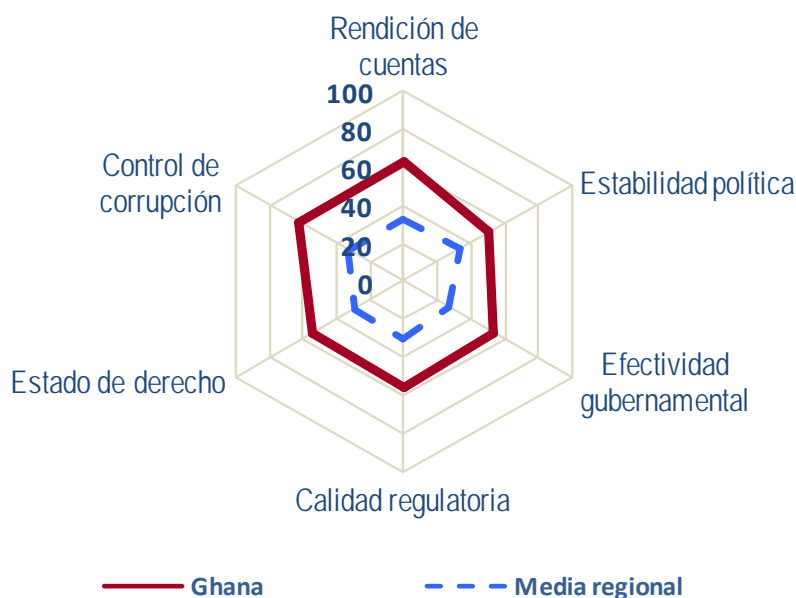 Rendición de
cuentas
100
80
60
40
20
0
Control de
corrupción
Estabilidad política
Estado de derecho
Efectividad
gubernamental
Calidad regulatoria
Ghana
Media regional